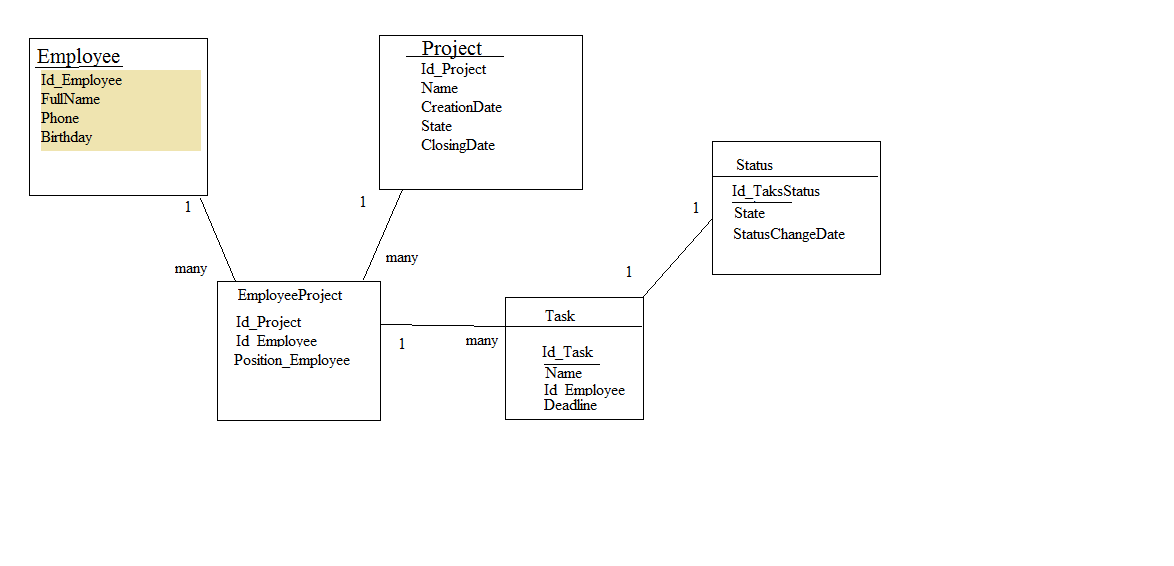 Employee
Id_Employee
FullName
Phone
Birthday
Project
Id_Project
Name
CreationDate
State
ClosingDate
Status
Id_TaksStatus
State
StatusChangeDate
1
1
1
many
many
1
EmployeeProject
Id_Project
Id_Employee
Position_Employee
1
many
Task
Id_Task
Name
Id_Employee
Deadline